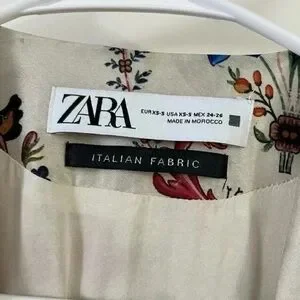 ZARA
EUR XS-S USA XS-S MEX 24-26
MADE IN MOROCCO
ITALIAN FABRIC